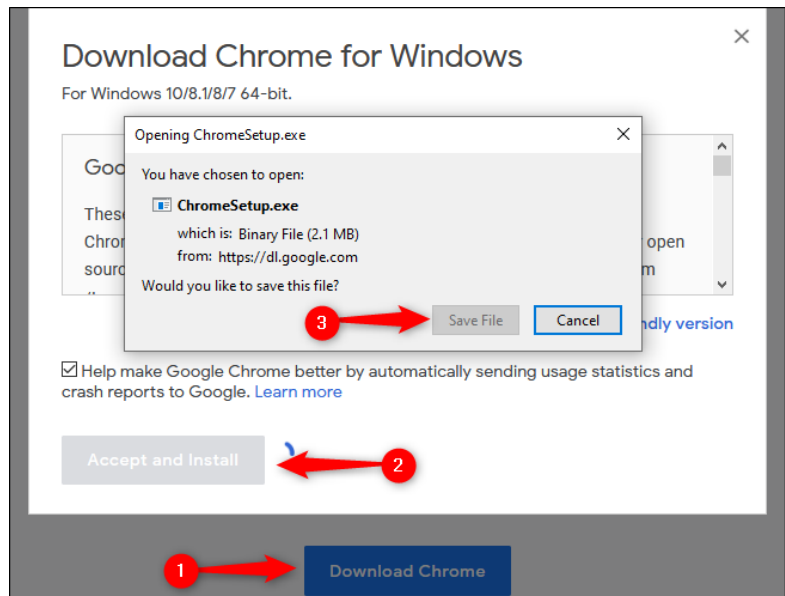 Download Chrome for Windows
For Windows 10/8.1/8/7 64-bit.
Opening ChromeSetup.exe
You have chosen to open:
ChromeSetup.exe
which is: Binary File (2.1 MB)
from: https://dl.google.com
Would you like to save this file?
open
3
Save File
Cancel
version
Help make Google Chrome better by automatically sending usage statistics and
crash reports to Google. Learn more
Accept and Install
2
1
Download Chrome